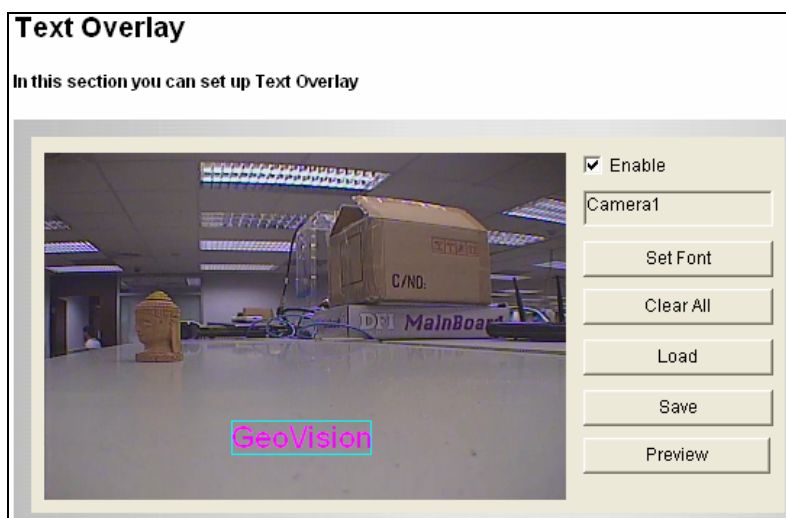 Text Overlay
In this section you can set up Text Overlay
Enable
Camera1
Set Font
Clear All
Load
Save
Preview
C/NO:
DFI MainBoard
GeoVision